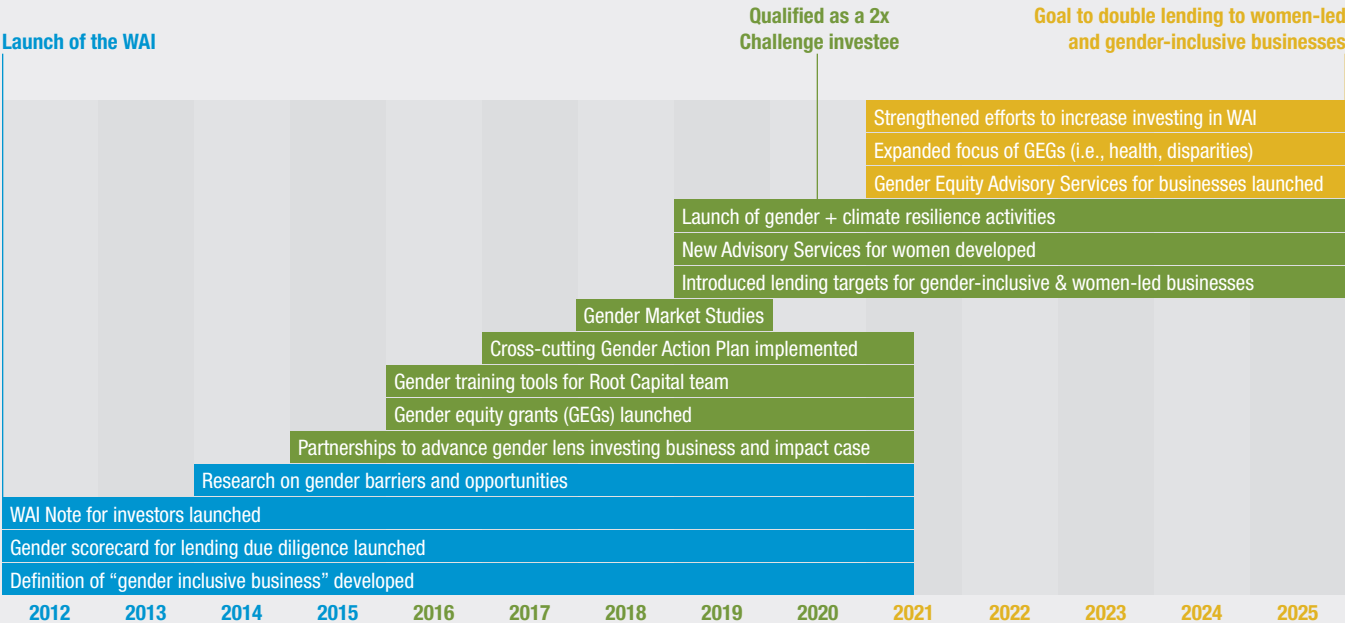 Launch of the WAI
Qualified as a 2x
Challenge investee
Goal to double lending to women-led
and gender-inclusive businesses
Strengthened efforts to increase investing in WAI
Expanded focus of GEGs (i.e., health, disparities)
Gender Equity Advisory Services for businesses launched
Launch of gender + climate resilience activities
New Advisory Services for women developed
Introduced lending targets for gender-inclusive & women-led businesses
Gender Market Studies
Cross-cutting Gender Action Plan implemented
Gender training tools for Root Capital team
Gender equity grants (GEGs) launched
Partnerships to advance gender lens investing business and impact case
Research on gender barriers and opportunities
WAI Note for investors launched
Gender scorecard for lending due diligence launched
Definition of “gender inclusive business” developed
2012 2013 2014 2015 2016 2017 2018 2019 2020 2021 2022 2023 2024 2025